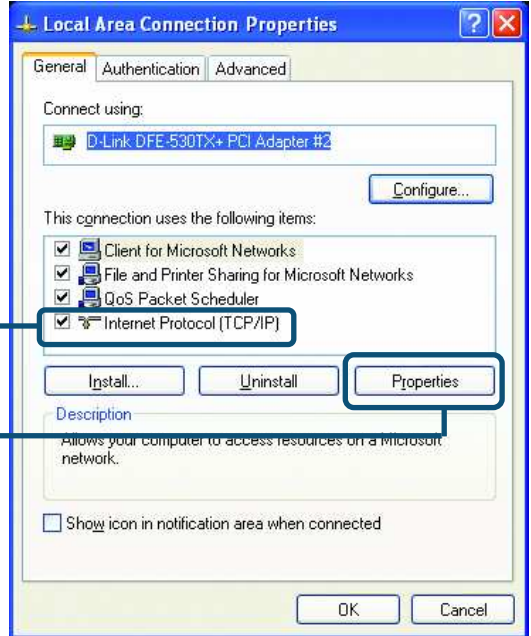 Local Area Connection Properties
General Authentication Advanced
Connect using:
D-Link DFE-530TX+ PCI Adapter #2
Configure...
This connection uses the following items:
Client for Microsoft Networks
File and Printer Sharing for Microsoft Networks
QoS Packet Scheduler
Internet Protocol (TCP/IP)
Install... Uninstall Properties
Description
Allows your computer to access resources on a Microsoft
network.
Show icon in notification area when connected
OK Cancel